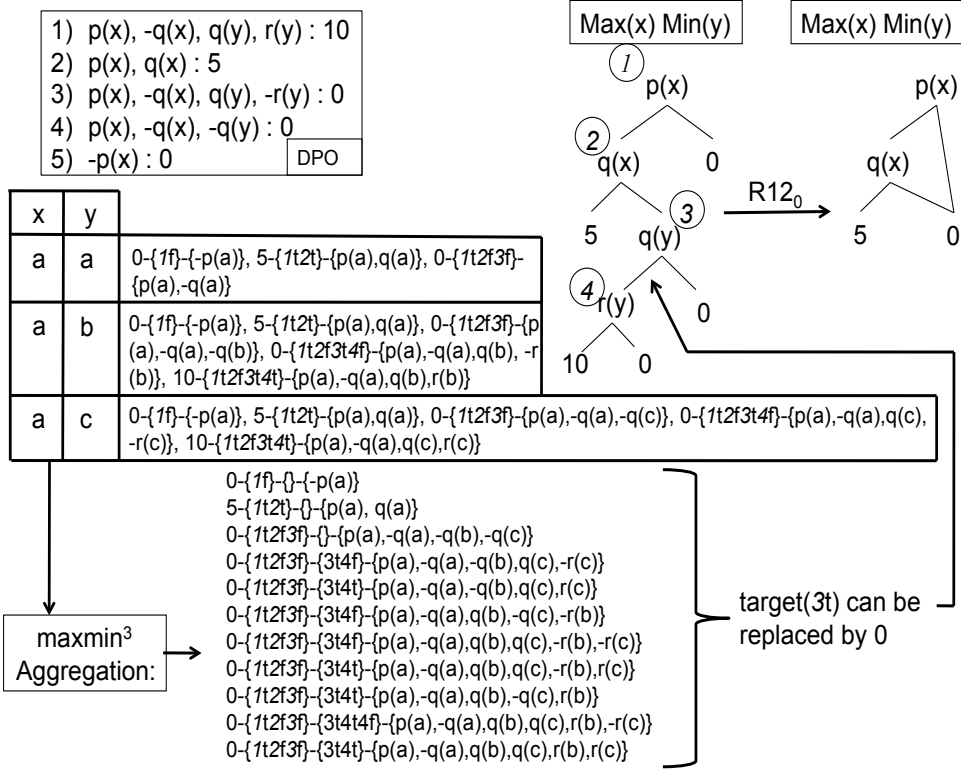 1) p(x), -q(x), q(y), r(y) : 10
2) p(x), q(x) : 5
3) p(x), -q(x), q(y), -r(y) : 0
4) p(x), -q(x), -q(y) : 0
5) -p(x) : 0
DPO
Max(x) Min(y)
1
p(x)
2
q(x)
0
5
3
q(y)
4
r(y)
0
10
0
R12₀
Max(x) Min(y)
p(x)
q(x)
5
0
x y
a a
0-{1f}-{-p(a)}, 5-{1t2t}-{p(a),q(a)}, 0-{1t2f3f}-
{p(a),-q(a)}
a b
0-{1f}-{-p(a)}, 5-{1t2t}-{p(a),q(a)}, 0-{1t2f3f}-{p
(a),-q(a),-q(b)}, 0-{1t2f3t4f}-{p(a),-q(a),q(b), -r
(b)}, 10-{1t2f3t4t}-{p(a),-q(a),q(b),r(b)}
a c
0-{1f}-{-p(a)}, 5-{1t2t}-{p(a),q(a)}, 0-{1t2f3f}-{p(a),-q(a),-q(c)}, 0-{1t2f3t4f}-{p(a),-q(a),q(c),
-r(c)}, 10-{1t2f3t4t}-{p(a),-q(a),q(c),r(c)}
maxmin³
Aggregation:
0-{1f}-{}-{-p(a)}
5-{1t2t}-{}-{p(a), q(a)}
0-{1t2f3f}-{}-{p(a),-q(a),-q(b),-q(c)}
0-{1t2f3f}-{3t4f}-{p(a),-q(a),-q(b),q(c),-r(c)}
0-{1t2f3f}-{3t4t}-{p(a),-q(a),-q(b),q(c),r(c)}
0-{1t2f3f}-{3t4f}-{p(a),-q(a),q(b),-q(c),-r(b)}
0-{1t2f3f}-{3t4f}-{p(a),-q(a),q(b),q(c),-r(b),-r(c)}
0-{1t2f3f}-{3t4t}-{p(a),-q(a),q(b),q(c),-r(b),r(c)}
0-{1t2f3f}-{3t4t}-{p(a),-q(a),q(b),-q(c),r(b)}
0-{1t2f3f}-{3t4t4f}-{p(a),-q(a),q(b),q(c),r(b),-r(c)}
0-{1t2f3f}-{3t4t}-{p(a),-q(a),q(b),q(c),r(b),r(c)}
target(3t) can be
replaced by 0